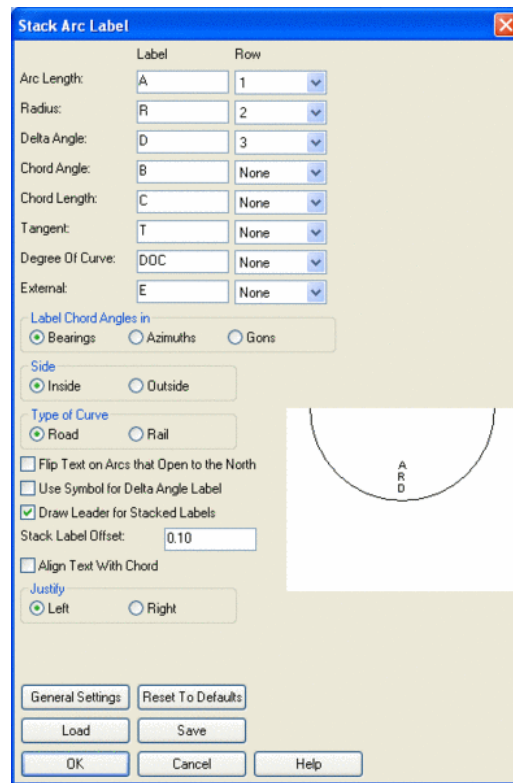 Stack Arc Label
Label Row
Arc Length: A 1
Radius: R 2
Delta Angle: D 3
Chord Angle: B None
Chord Length: C None
Tangent: T None
Degree Of Curve: DOC None
External: E None
Label Chord Angles in
Bearings Azimuths Gons
Side
Inside Outside
Type of Curve
Road Rail
Flip Text on Arcs that Open to the North
Use Symbol for Delta Angle Label
Draw Leader for Stacked Labels
Stack Label Offset: 0.10
Align Text With Chord
Justify
Left Right
A
R
D
General Settings Reset To Defaults
Load Save
OK Cancel Help